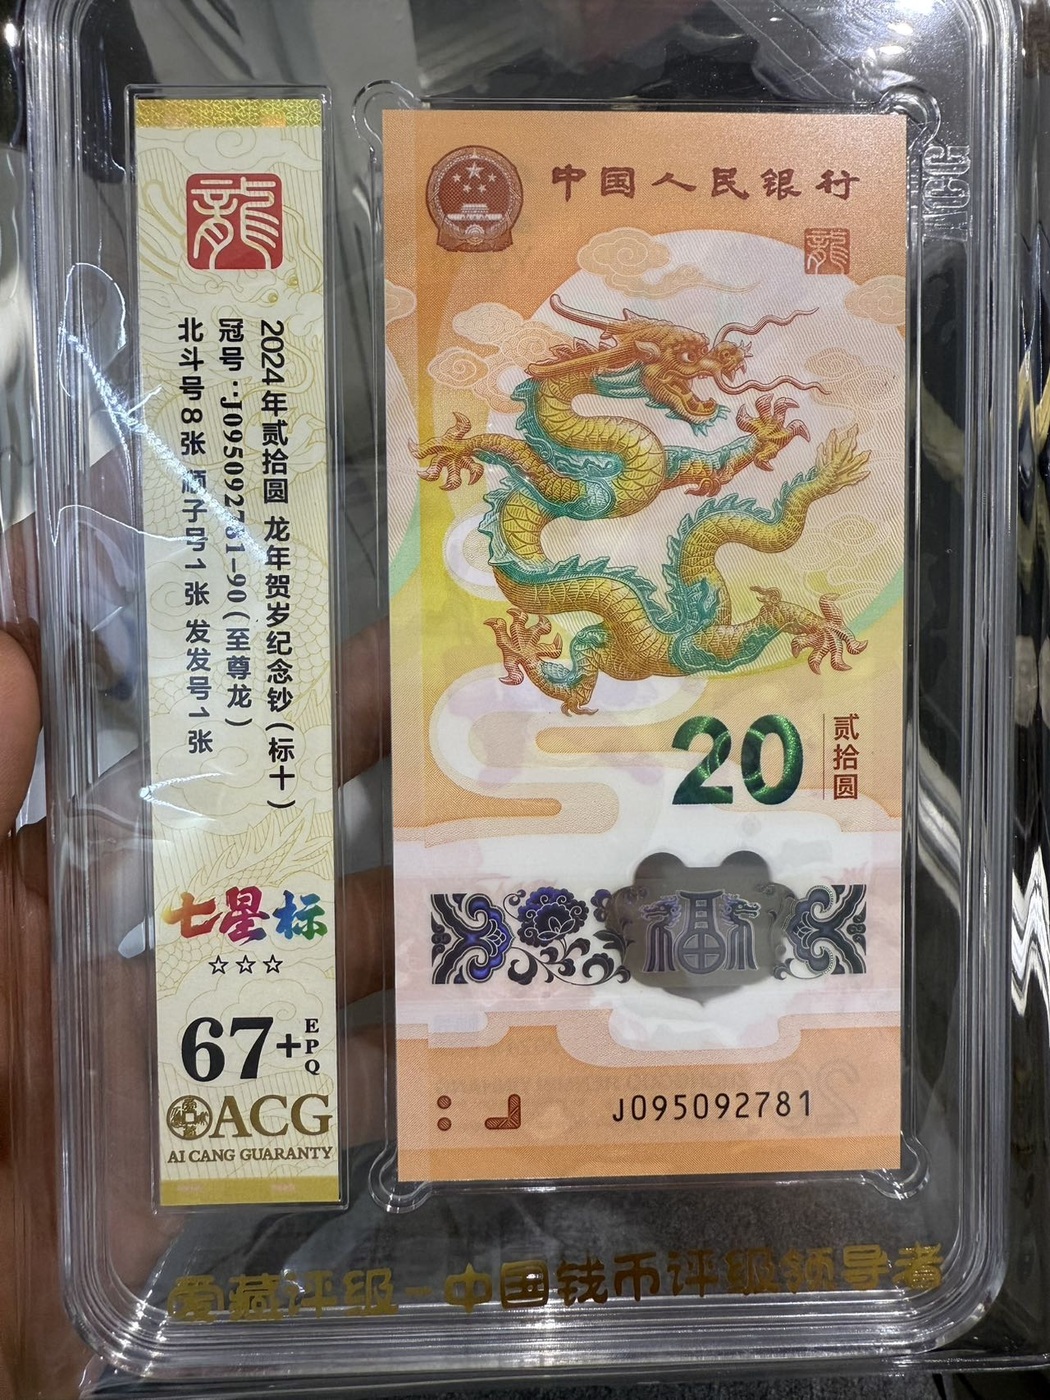 龍
2024年贰拾圆 龙年贺岁纪念钞(标十)
冠号:J095092781-90(至尊龙)
北斗号8张 子号1张 发发号1张
七星标
☆☆☆
67+EPQ
ACG
AI CANG GUARANTY
中国人民银行
龍
20
贰拾圆
福
J095092781
爱藏评级-中国钱币评级领导者
ACG